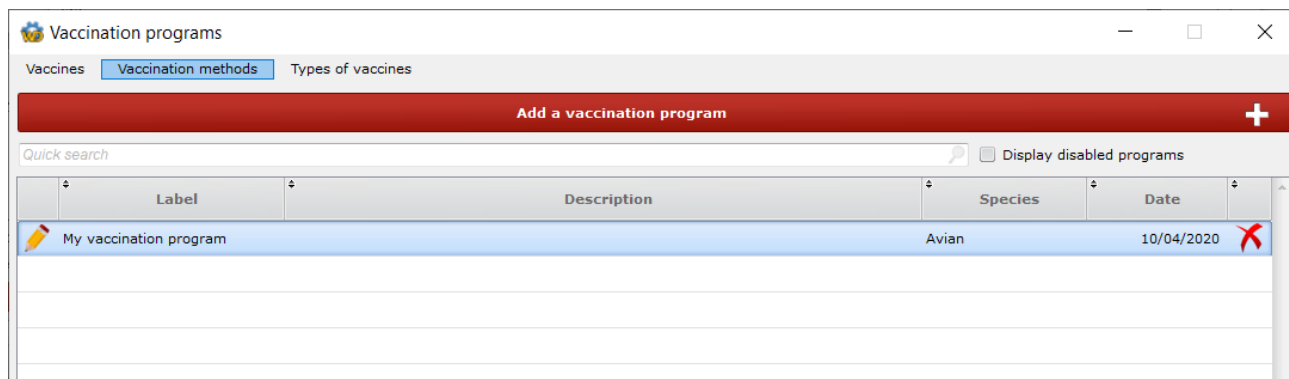 Vaccination programs
Vaccines Vaccination methods Types of vaccines
Add a vaccination program
Quick search Display disabled programs
Label Description Species Date
My vaccination program Avian 10/04/2020